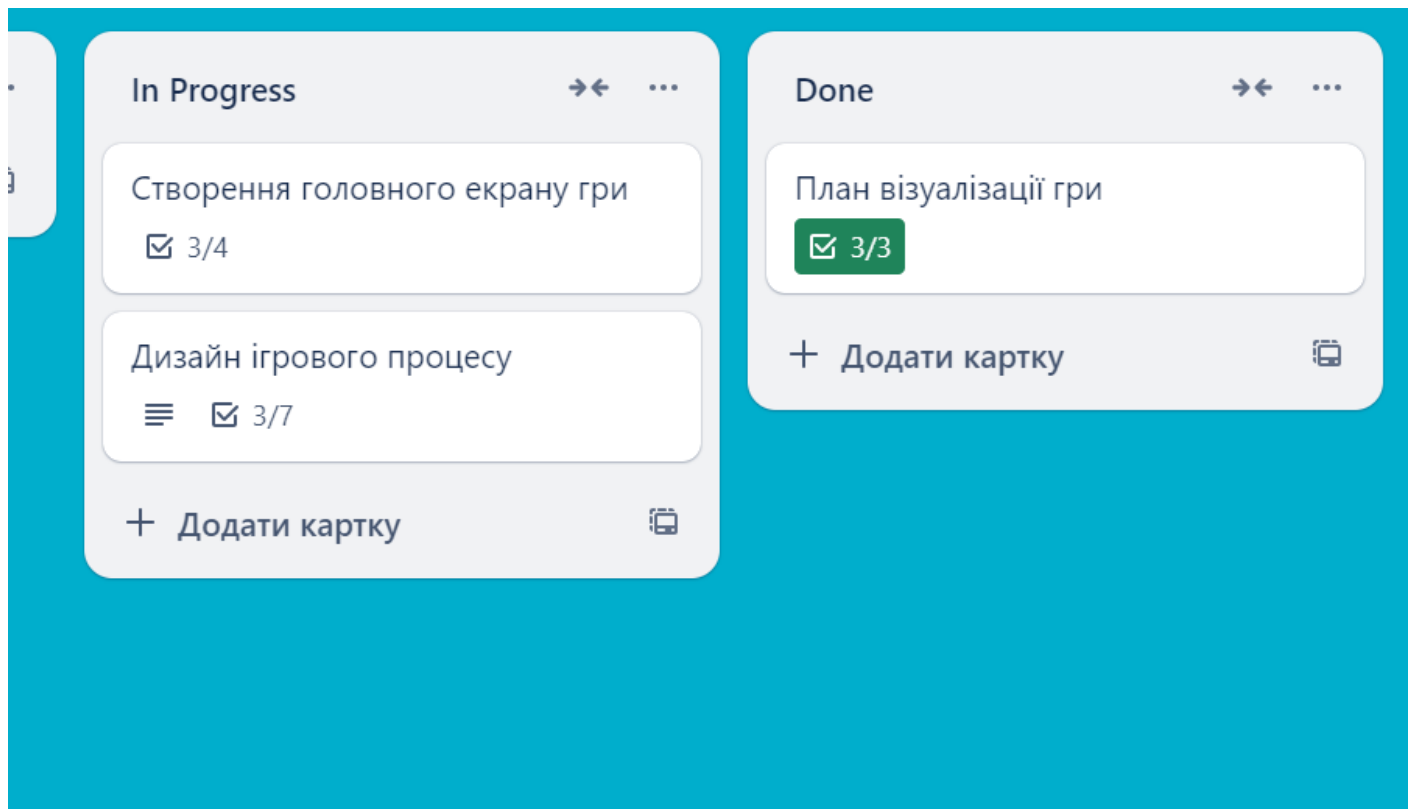 In Progress
Створення головного екрану гри
3/4
Дизайн ігрового процесу
3/7
Додати картку
Done
План візуалізації гри
3/3
Додати картку